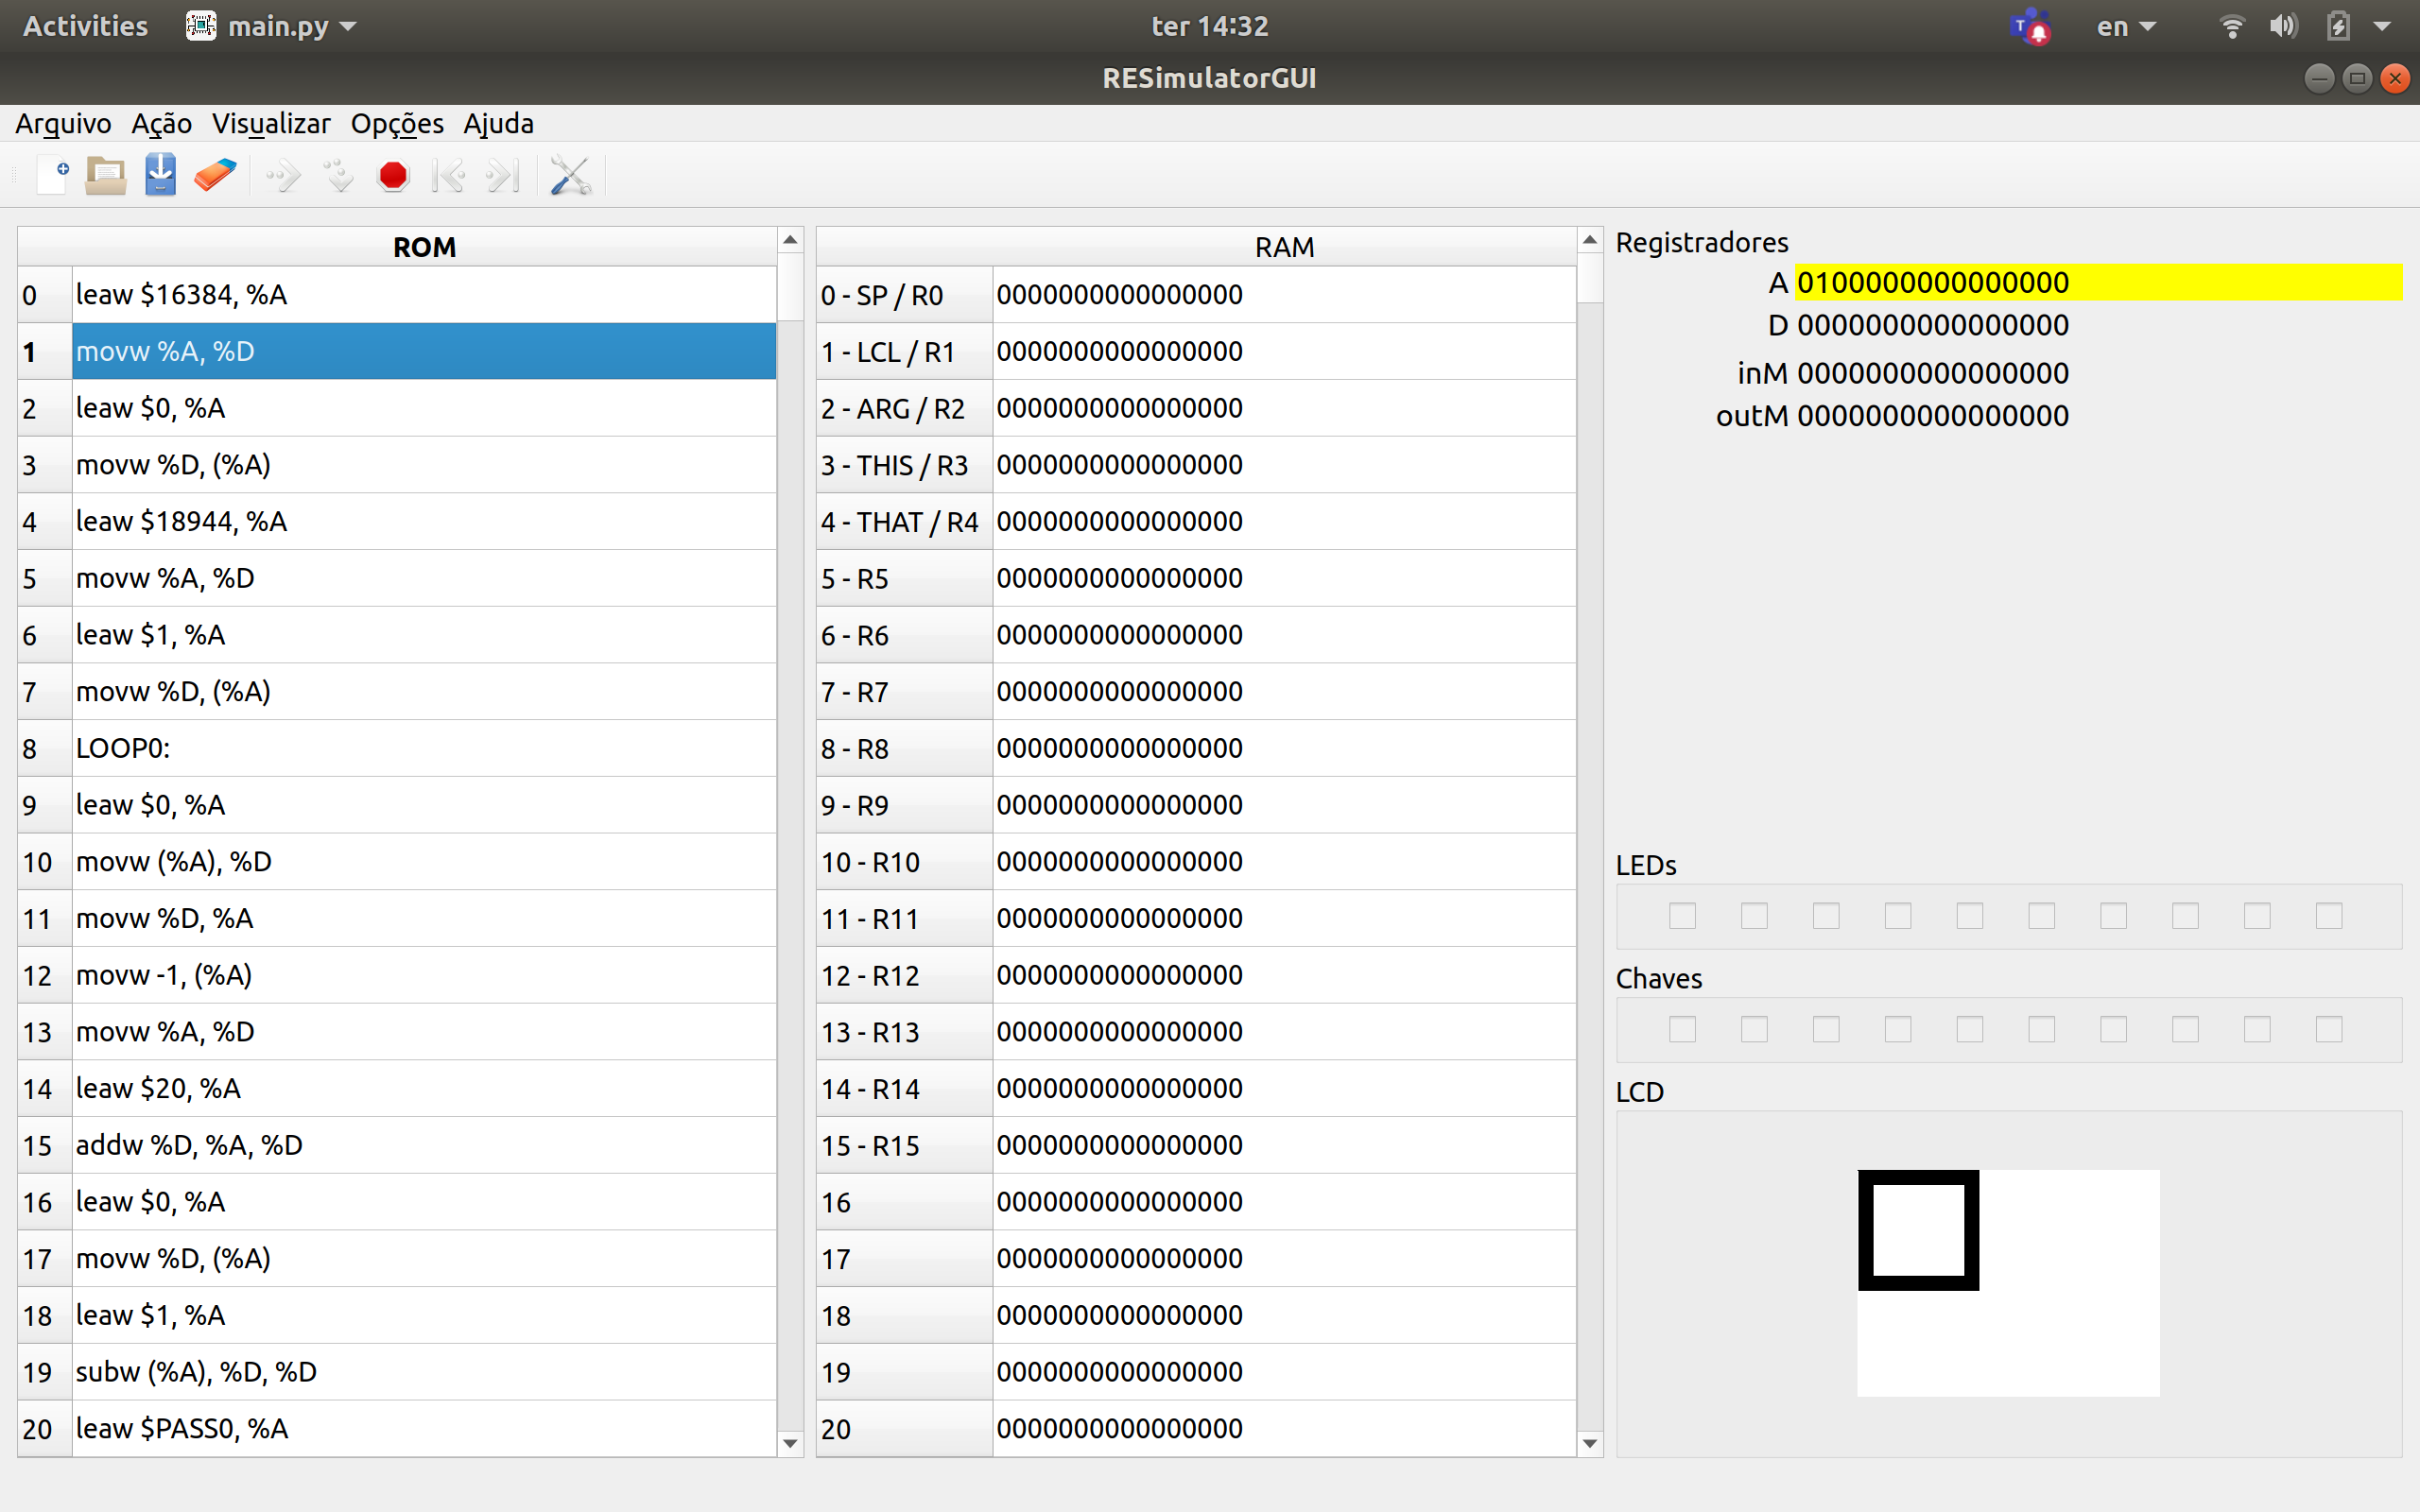 Activities main.py ter 14:32 en
RESimulatorGUI
Arquivo Ação Visualizar Opções Ajuda
ROM
0 leaw $16384, %A
1 movw %A, %D
2 leaw $0, %A
3 movw %D, (%A)
4 leaw $18944, %A
5 movw %A, %D
6 leaw $1, %A
7 movw %D, (%A)
8 LOOP0:
9 leaw $0, %A
10 movw (%A), %D
11 movw %D, %A
12 movw -1, (%A)
13 movw %A, %D
14 leaw $20, %A
15 addw %D, %A, %D
16 leaw $0, %A
17 movw %D, (%A)
18 leaw $1, %A
19 subw (%A), %D, %D
20 leaw $PASS0, %A
RAM
0 - SP / R0 0000000000000000
1 - LCL / R1 0000000000000000
2 - ARG / R2 0000000000000000
3 - THIS / R3 0000000000000000
4 - THAT / R4 0000000000000000
5 - R5 0000000000000000
6 - R6 0000000000000000
7 - R7 0000000000000000
8 - R8 0000000000000000
9 - R9 0000000000000000
10 - R10 0000000000000000
11 - R11 0000000000000000
12 - R12 0000000000000000
13 - R13 0000000000000000
14 - R14 0000000000000000
15 - R15 0000000000000000
16 0000000000000000
17 0000000000000000
18 0000000000000000
19 0000000000000000
20 0000000000000000
Registradores
A 0100000000000000
D 0000000000000000
inM 0000000000000000
outM 0000000000000000
LEDs
Chaves
LCD